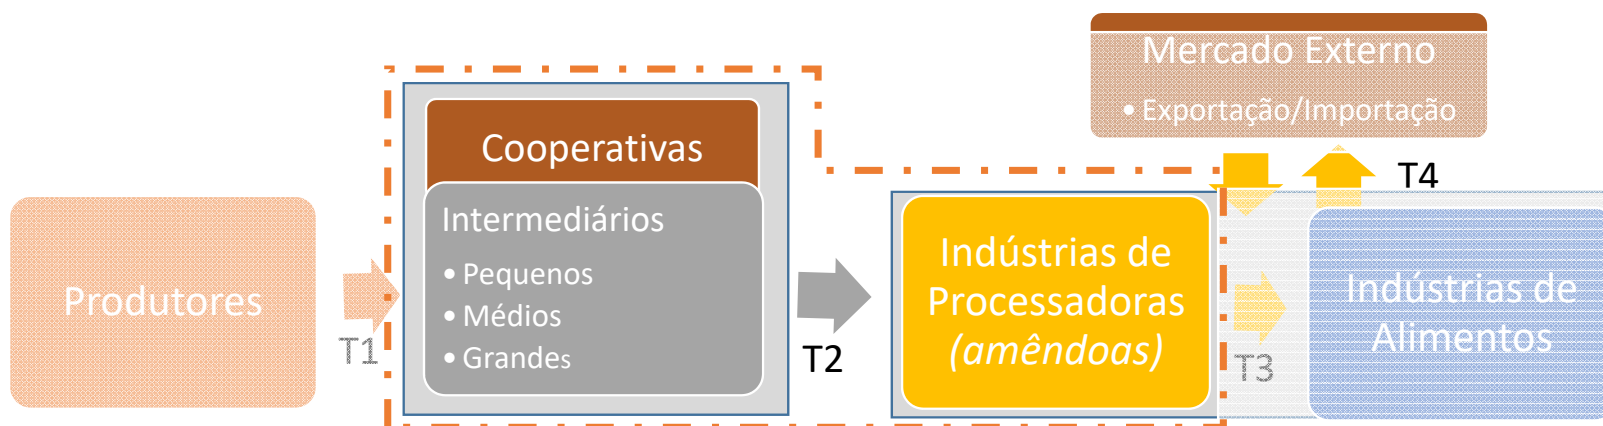 Mercado Externo
• Exportação/Importação
T4
Cooperativas
Intermediários
• Pequenos
• Médios
• Grandes
Produtores
T1
T2
Indústrias de
Processadoras
(amêndoas)
T3
Indústrias de
Alimentos